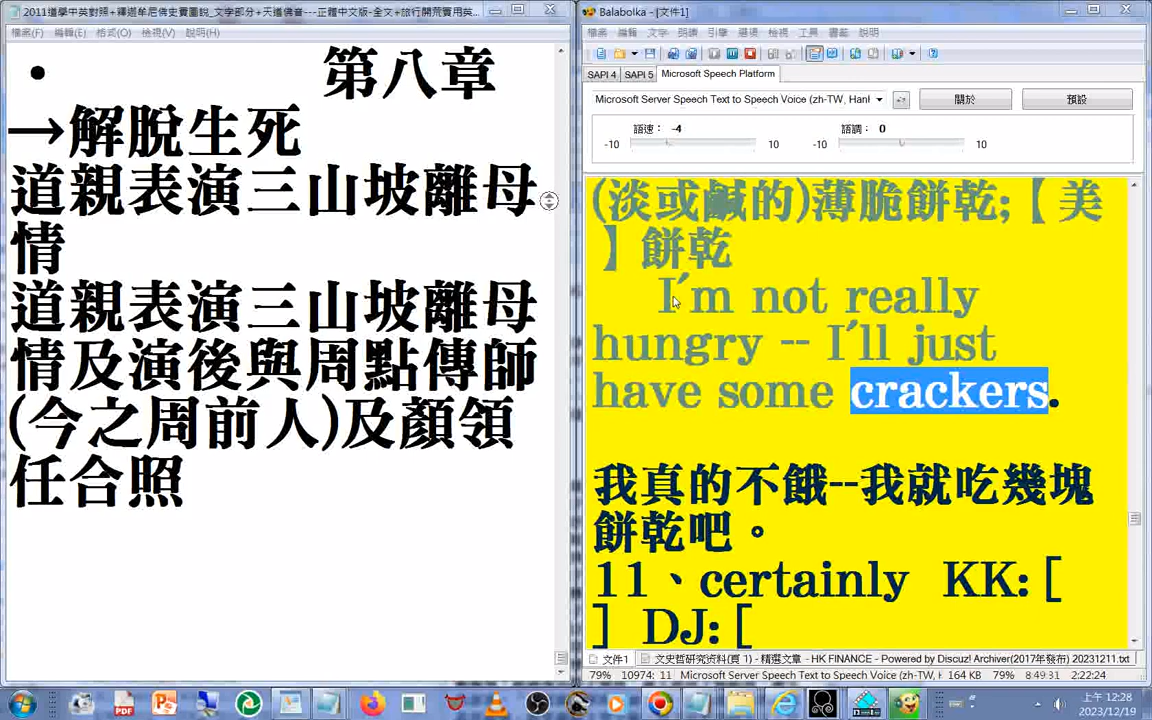 2011道學中英對照+釋迦牟尼佛史實圖說_文字部分+天道佛音---正體中文版-全文+旅行開荒實用英...
檔案(F) 編輯(E) 格式(O) 檢視(V) 說明(H)
• 第八章
→解脫生死
道親表演三山坡離母
情
道親表演三山坡離母
情及演後與周點傳師
(今之周前人)及顏領
任合照
Balabolka - [文件1]
檔案 編輯 文字 朗讀 引擎 選項 檢視 工具 書籤 說明
SAPI 4 SAPI 5 Microsoft Speech Platform
Microsoft Server Speech Text to Speech Voice (zh-TW, Hanl
關於 預設
語速： -4 語調： 0
-10 10 -10 10
(淡或鹹的)薄脆餅乾;【美
】餅乾
I'm not really
hungry -- I'll just
have some crackers.
我真的不餓--我就吃幾塊
餅乾吧。
11、certainly KK: [
] DJ: [
文件1 文史哲研究资料(頁 1) - 精選文章 - HK FINANCE - Powered by Discuz! Archiver(2017年發布) 20231211.txt
79% 10974: 11 Microsoft Server Speech Text to Speech Voice (zh-TW, H 164 KB 79% 8:49:31 2:22:24
上午 12:28
2023/12/19